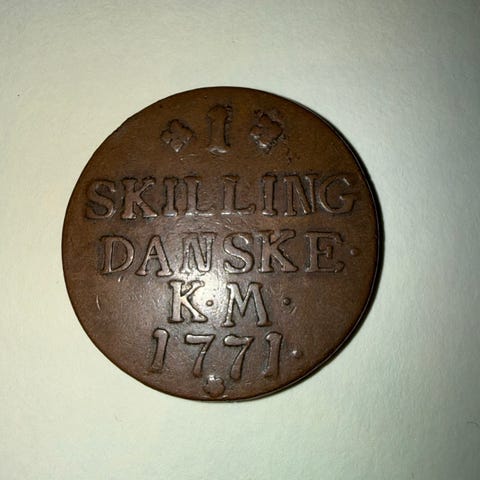 1
SKILLING
DANSKE·
K·M·
1771·